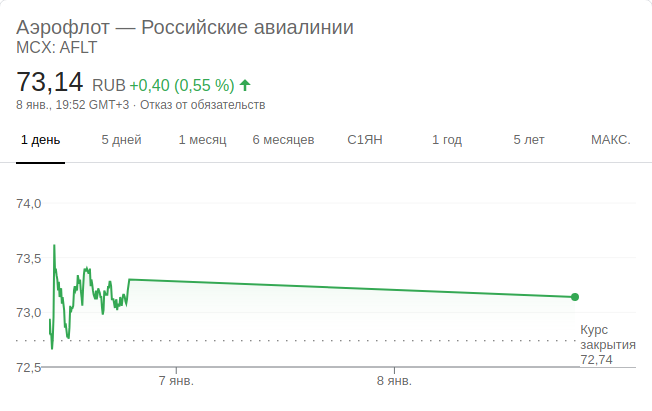 Аэрофлот — Российские авиалинии
MCX: AFLT
73,14 RUB +0,40 (0,55 %)
8 янв., 19:52 GMT+3 · Отказ от обязательств
1 день 5 дней 1 месяц 6 месяцев С1ЯН 1 год 5 лет МАКС.
74,0
73,5
73,0
72,5
Курс
закрытия
72,74
7 янв. 8 янв.